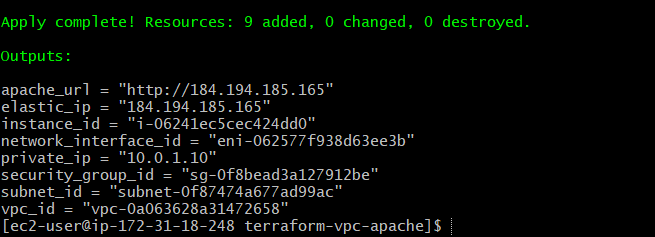 Apply complete! Resources: 9 added, 0 changed, 0 destroyed.
Outputs:
apache_url = "http://184.194.185.165"
elastic_ip = "184.194.185.165"
instance_id = "i-06241ec5cec424dd0"
network_interface_id = "eni-062577f938d63ee3b"
private_ip = "10.0.1.10"
security_group_id = "sg-0f8bead3a127912be"
subnet_id = "subnet-0f87474a677ad99ac"
vpc_id = "vpc-0a063628a31472658"
[ec2-user@ip-172-31-18-248 terraform-vpc-apache]$